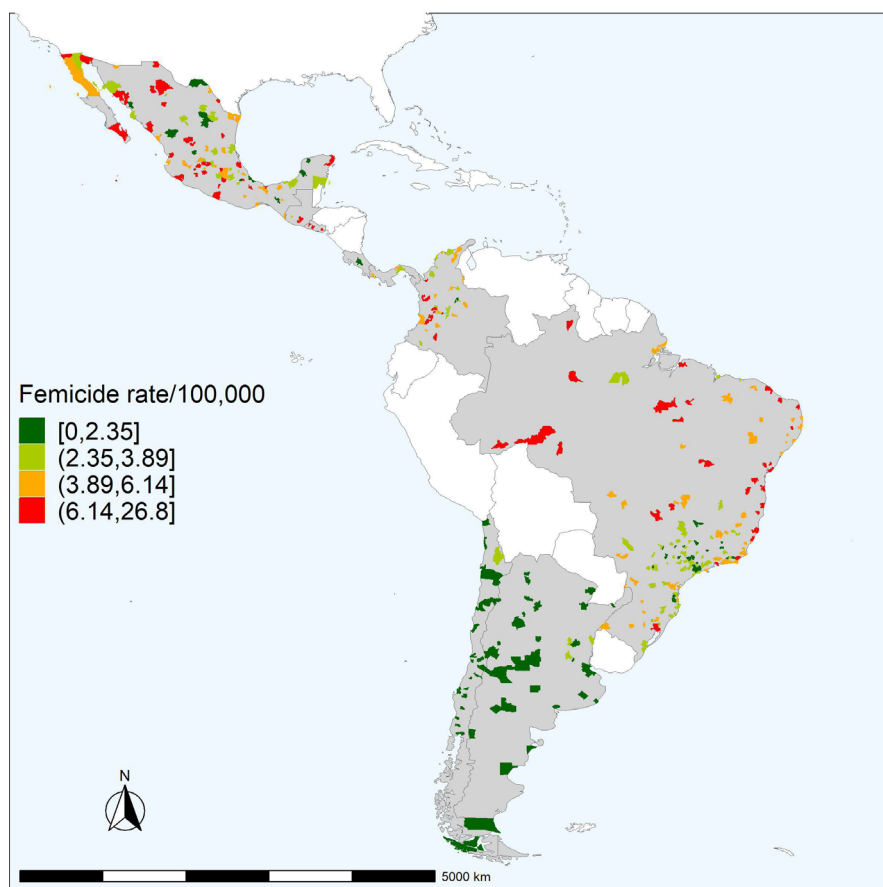 Femicide rate/100,000
[0,2.35]
(2.35,3.89]
(3.89,6.14]
(6.14,26.8]
N
5000 km